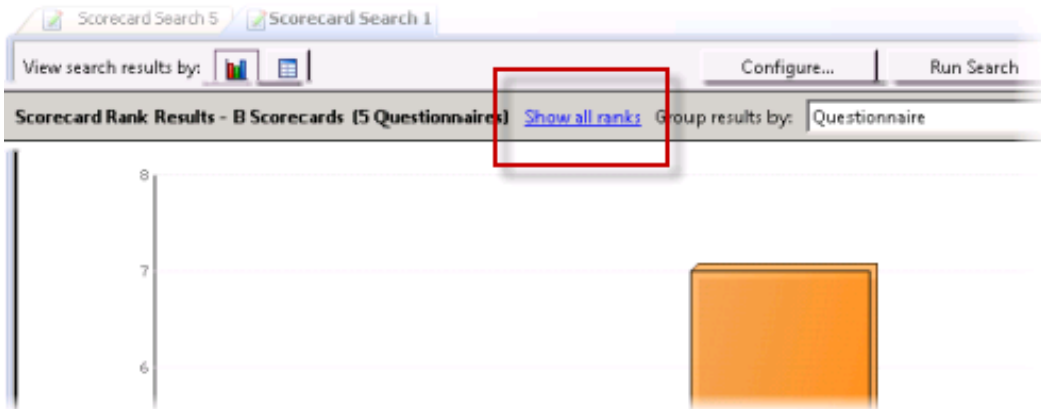 Scorecard Search 5 Scorecard Search 1
View search results by: Configure... Run Search
Scorecard Rank Results - B Scorecards (5 Questionnaires) Show all ranks Group results by: Questionnaire
8
7
6